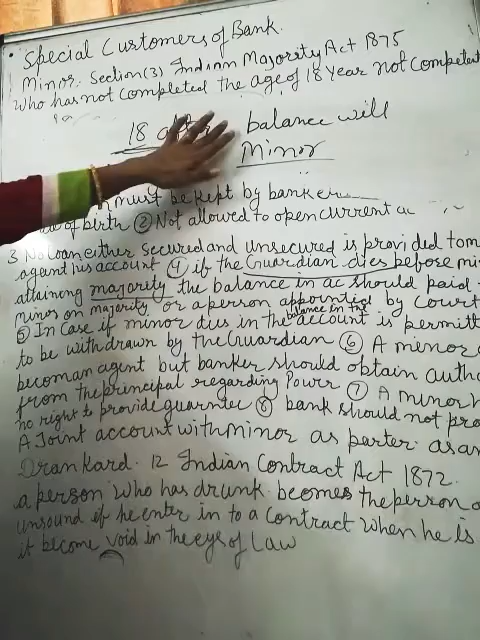 • Special Customers of Bank.
Minor. Section(3) Indian Majority Act 1875
Who has not completed the age of 18 Year not Competent
18 balance will
Minor
must be kept by banker
of birth ② Not allowed to open current
3 No loan either secured and unsecured is provided to
against his account ④ if the Guardian dies before
attaining majority the balance in ac should paid
minor on majority or a person appointed by Court
balance in the
⑤ In Case if minor dies in the account is permitt
to be withdrawn by the Guardian ⑥ A minor
becoman agent but banker should obtain auth
from the principal regarding Power ⑦ A minor h
no right to provide guarntee ⑧ bank should not pro
A Joint account with minor as parter. as an
Drankard. 12 Indian Contract Act 1872.
a person who has drunk becomes the person
unsound if he enter in to a Contract when he is
it become void in the eye of Law